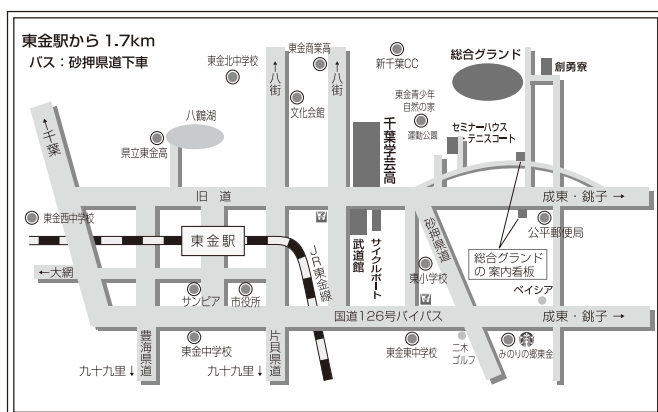 東金駅から 1.7km
バス：砂押県道下車
東金北中学校
東金商業高
新千葉CC
総合グランド
創勇寮
↑八街
↑八街
文化会館
東金青少年
自然の家
運動公園
セミナーハウス
・テニスコート
↑千葉
八鶴湖
県立東金高
千葉学芸高
旧 道
成東・銚子 →
東金西中学校
東金駅
JR東金線
武道館
サイクルポート
砂押県道
公平郵便局
総合グランド
の 案内看板
←大網
東小学校
ベイシア
サンピア
市役所
国道126号バイパス
成東・銚子 →
豊海県道
東金中学校
片貝県道
東金東中学校
二木
ゴルフ
みのりの郷東金
九十九里↓
九十九里↓